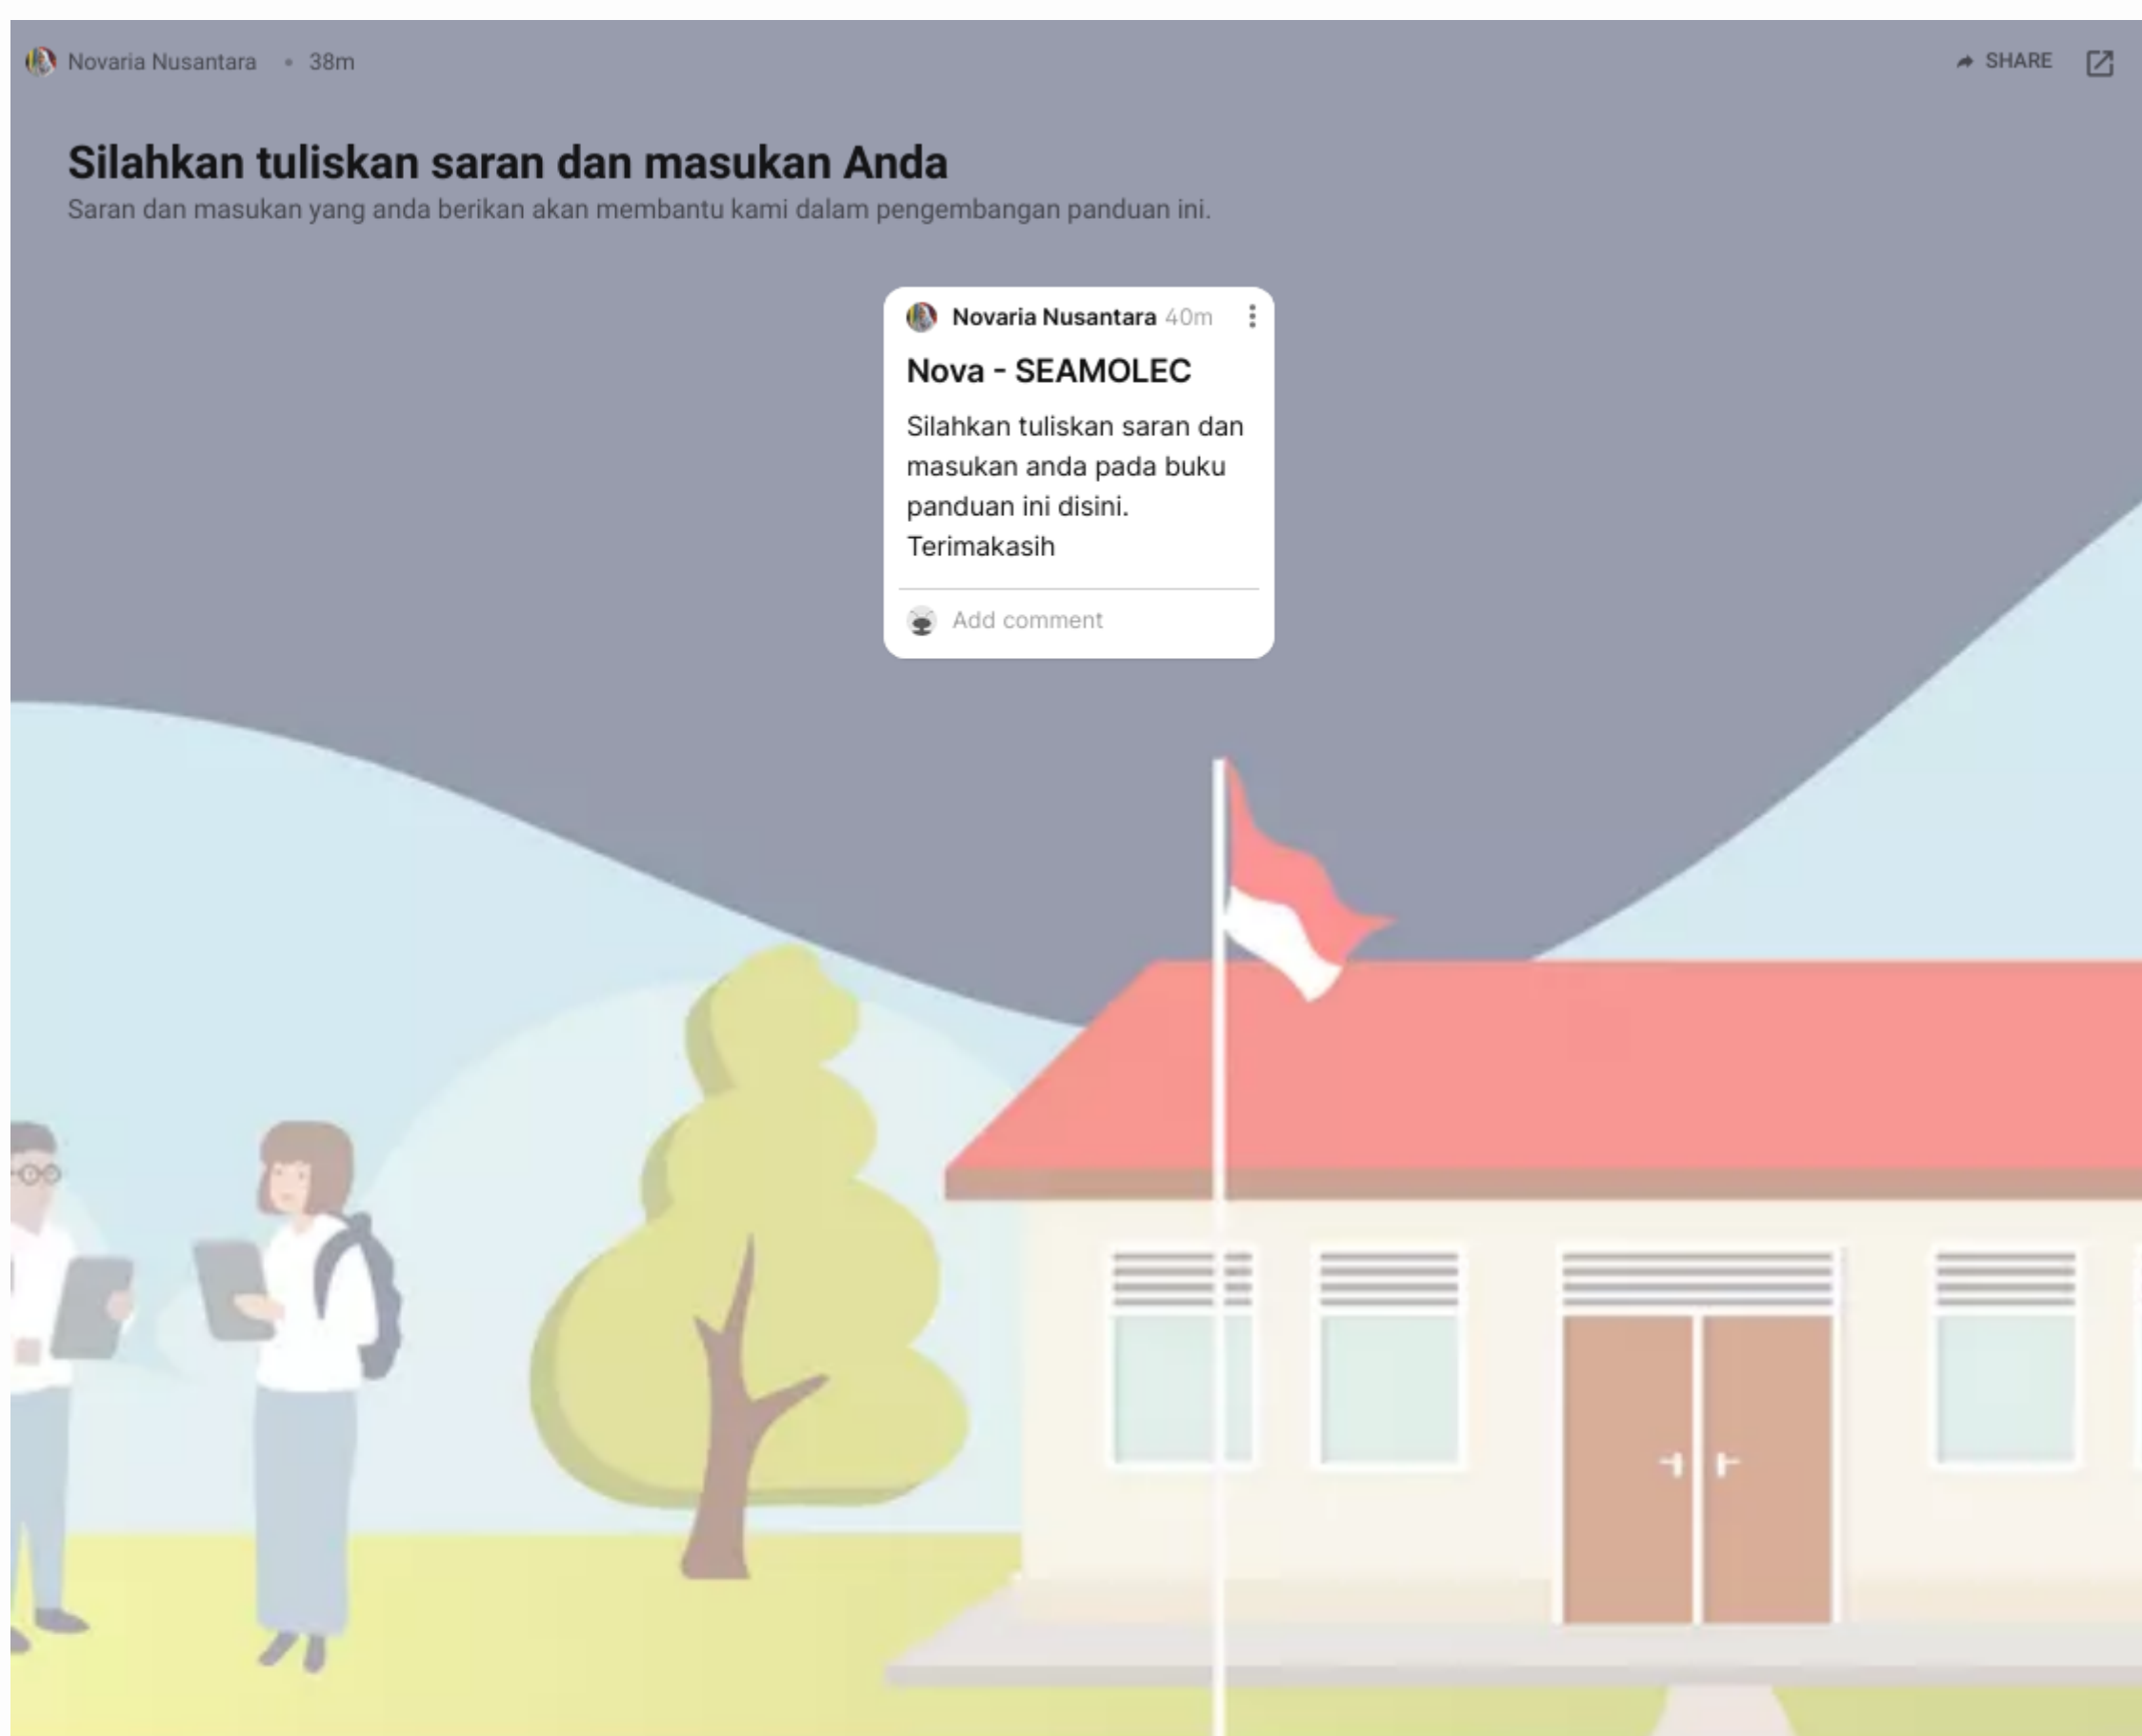 Novaria Nusantara • 38m
SHARE
Silahkan tuliskan saran dan masukan Anda
Saran dan masukan yang anda berikan akan membantu kami dalam pengembangan panduan ini.
Novaria Nusantara 40m
Nova - SEAMOLEC
Silahkan tuliskan saran dan
masukan anda pada buku
panduan ini disini.
Terimakasih
Add comment